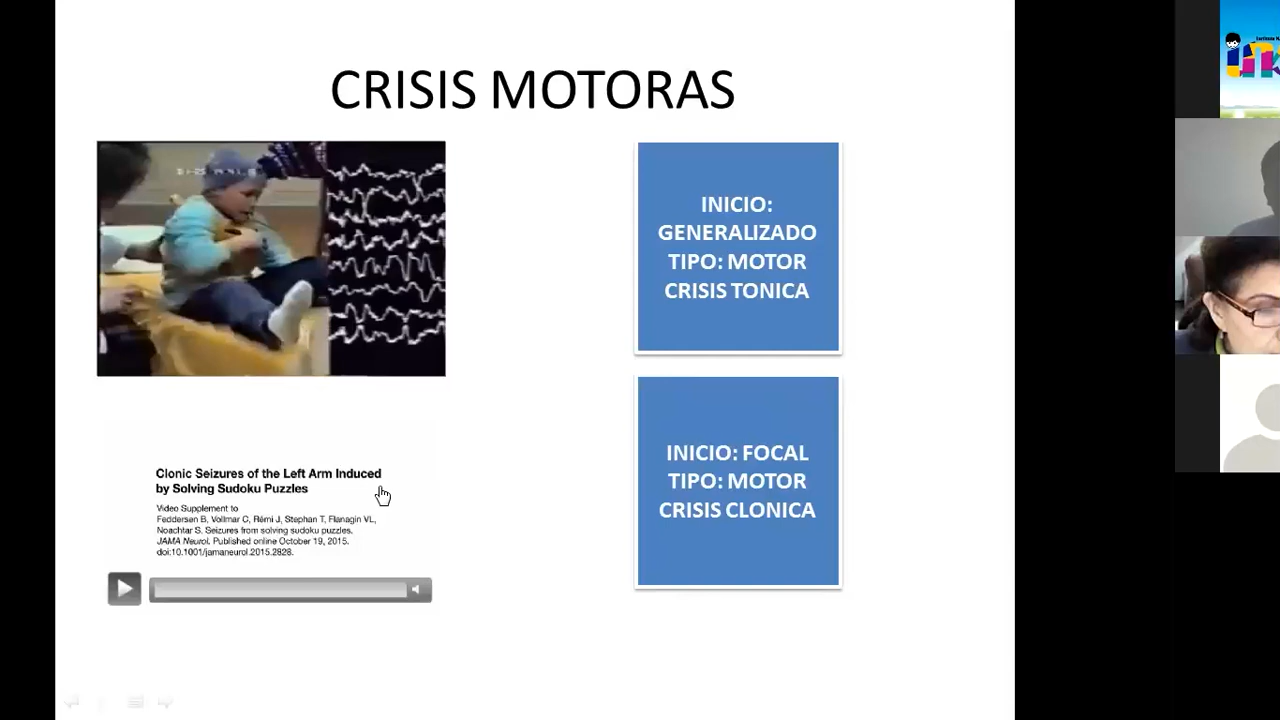 CRISIS MOTORAS
INICIO:
GENERALIZADO
TIPO: MOTOR
CRISIS TONICA
Clonic Seizures of the Left Arm Induced
by Solving Sudoku Puzzles
Video Supplement to
Feddersen B, Vollmar C, Rémi J, Stephan T, Flanagin VL,
Noachtar S. Seizures from solving sudoku puzzles.
JAMA Neurol. Published online October 19, 2015.
doi:10.1001/jamaneurol.2015.2828.
INICIO: FOCAL
TIPO: MOTOR
CRISIS CLONICA